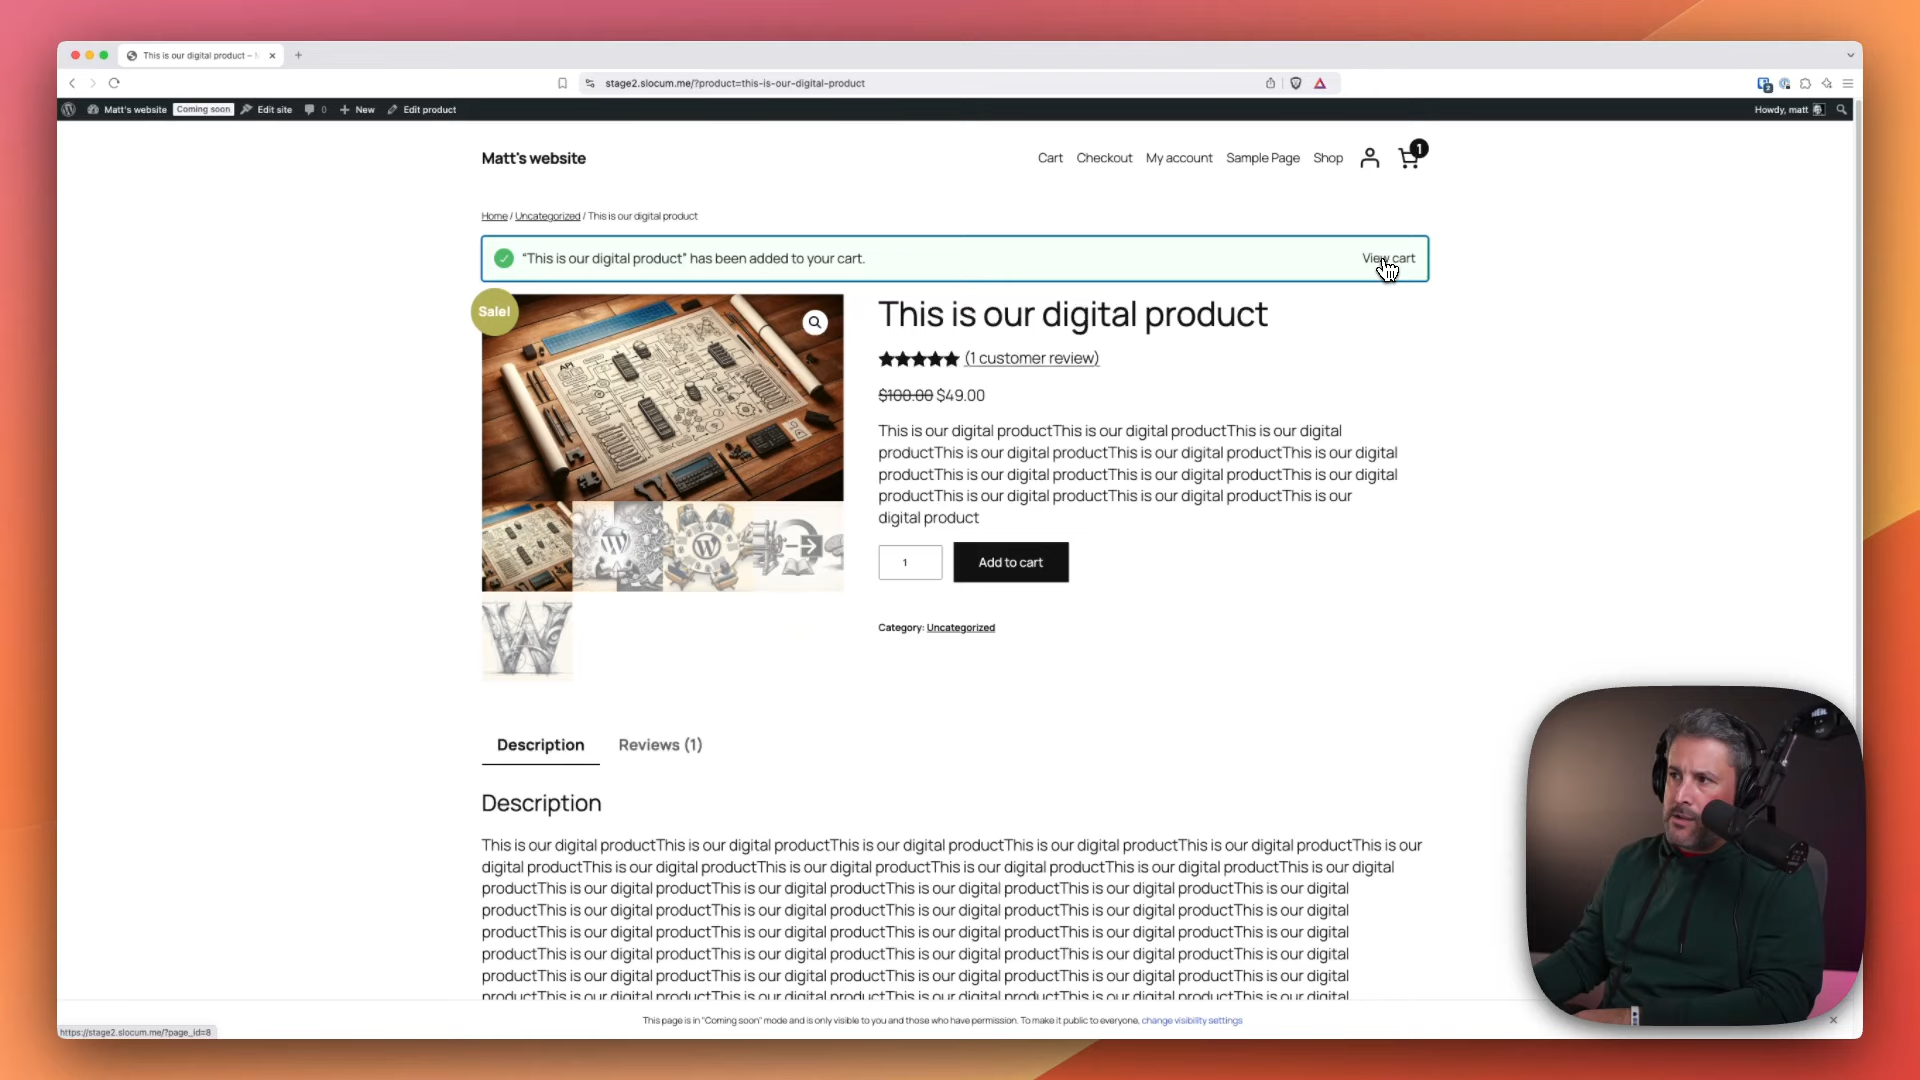 This is our digital product –
stage2.slocum.me/?product=this-is-our-digital-product
Matt's website
Coming soon
Edit site
0
New
Edit product
Howdy, matt
Matt's website
Cart
Checkout
My account
Sample Page
Shop
1
Home / Uncategorized / This is our digital product
“This is our digital product” has been added to your cart.
View cart
Sale!
API
This is our digital product
(1 customer review)
$100.00 $49.00
This is our digital productThis is our digital productThis is our digital
productThis is our digital productThis is our digital productThis is our digital
productThis is our digital productThis is our digital productThis is our digital
productThis is our digital productThis is our digital productThis is our
digital product
1
Add to cart
W
Category: Uncategorized
Description
Reviews (1)
Description
This is our digital productThis is our digital productThis is our digital productThis is our digital productThis is our digital productThis is our
digital productThis is our digital productThis is our digital productThis is our digital productThis is our digital productThis is our digital
productThis is our digital productThis is our digital productThis is our digital productThis is our digital productThis is our digital
productThis is our digital productThis is our digital productThis is our digital productThis is our digital productThis is our digital
productThis is our digital productThis is our digital productThis is our digital productThis is our digital productThis is our digital
productThis is our digital productThis is our digital productThis is our digital productThis is our digital productThis is our digital
productThis is our digital productThis is our digital productThis is our digital productThis is our digital productThis is our digital
productThis is our digital productThis is our digital productThis is our digital productThis is our digital productThis is our digital
This page is in "Coming soon" mode and is only visible to you and those who have permission. To make it public to everyone, change visibility settings
https://stage2.slocum.me/?page_id=8